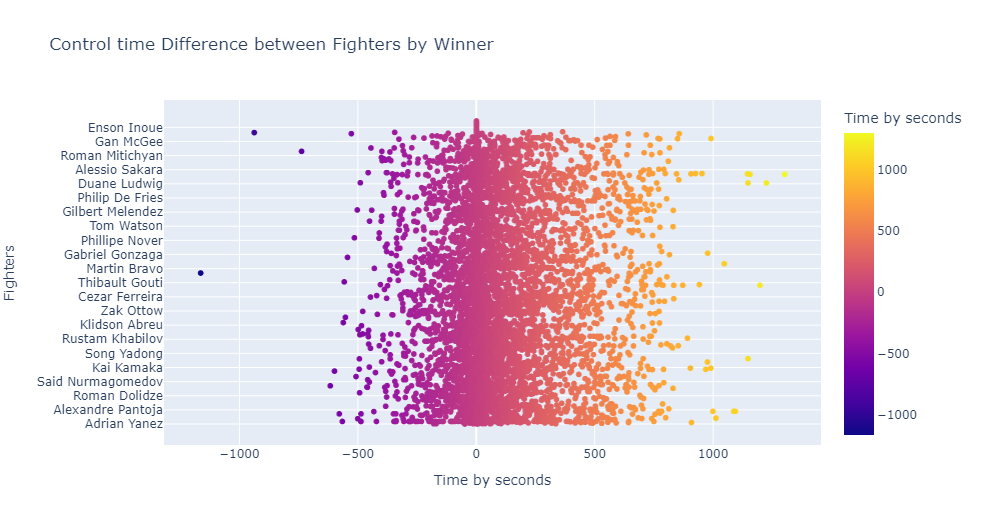 Control time Difference between Fighters by Winner
Time by seconds
Fighters
Enson Inoue
Gan McGee
Roman Mitichyan
Alessio Sakara
Duane Ludwig
Philip De Fries
Gilbert Melendez
Tom Watson
Phillipe Nover
Gabriel Gonzaga
Martin Bravo
Thibault Gouti
Cezar Ferreira
Zak Ottow
Klidson Abreu
Rustam Khabilov
Song Yadong
Kai Kamaka
Said Nurmagomedov
Roman Dolidze
Alexandre Pantoja
Adrian Yanez
1000
500
0
−500
−1000
−1000 −500 0 500 1000
Time by seconds